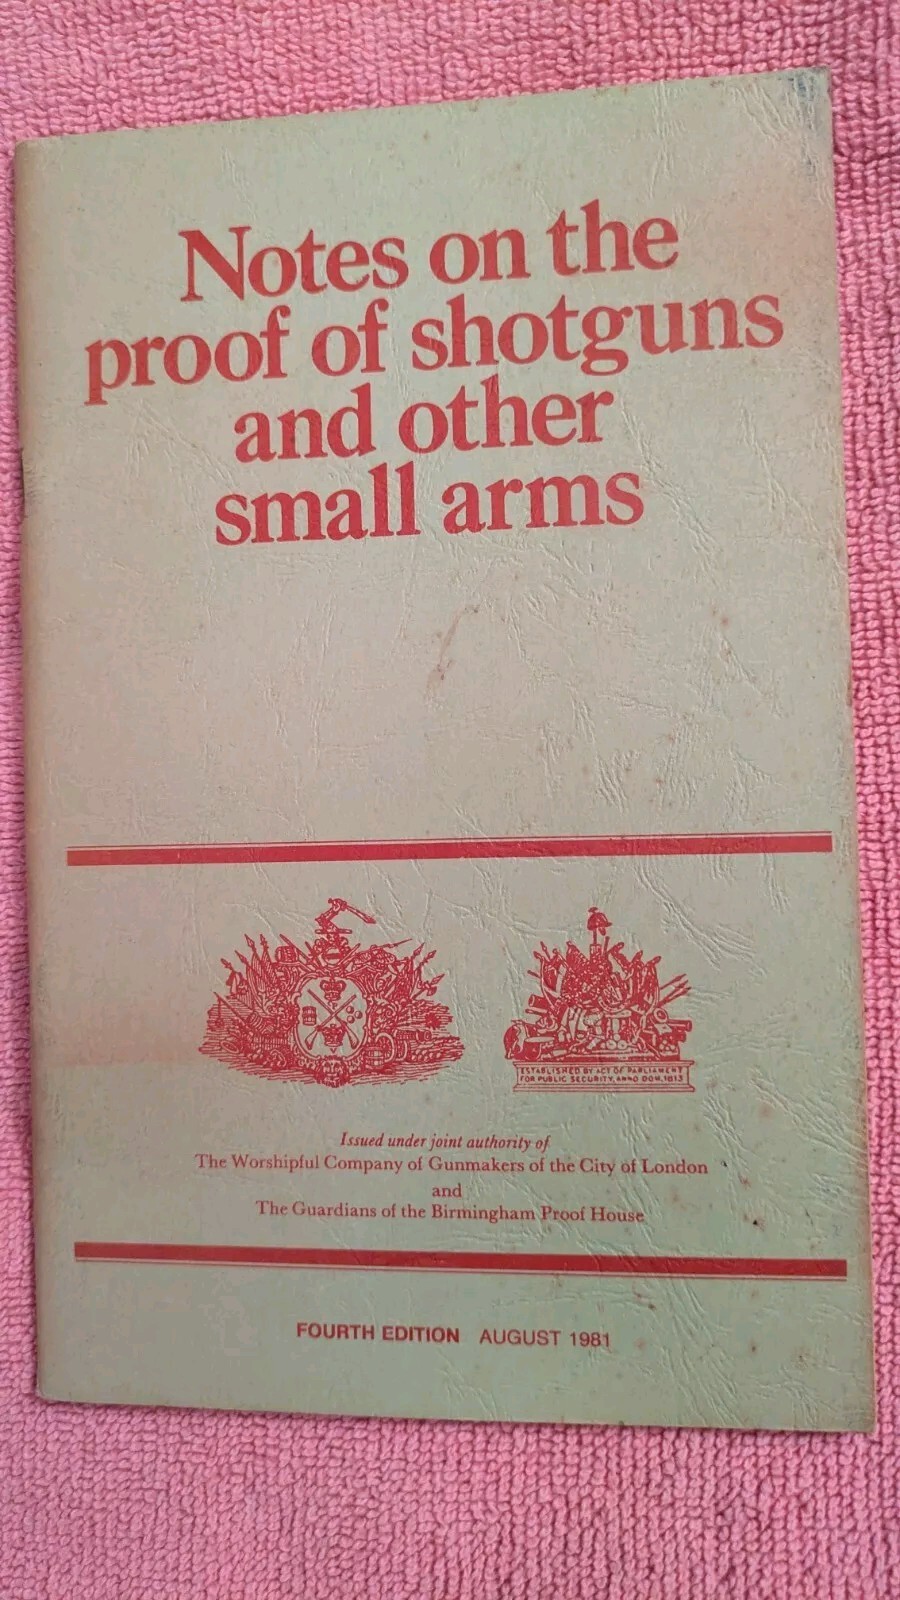 Notes on the
proof of shotguns
and other
small arms
ESTABLISHED BY ACT OF PARLIAMENT
FOR PUBLIC SECURITY, ANNO DOM, 1813
Issued under joint authority of
The Worshipful Company of Gunmakers of the City of London
and
The Guardians of the Birmingham Proof House
FOURTH EDITION AUGUST 1981